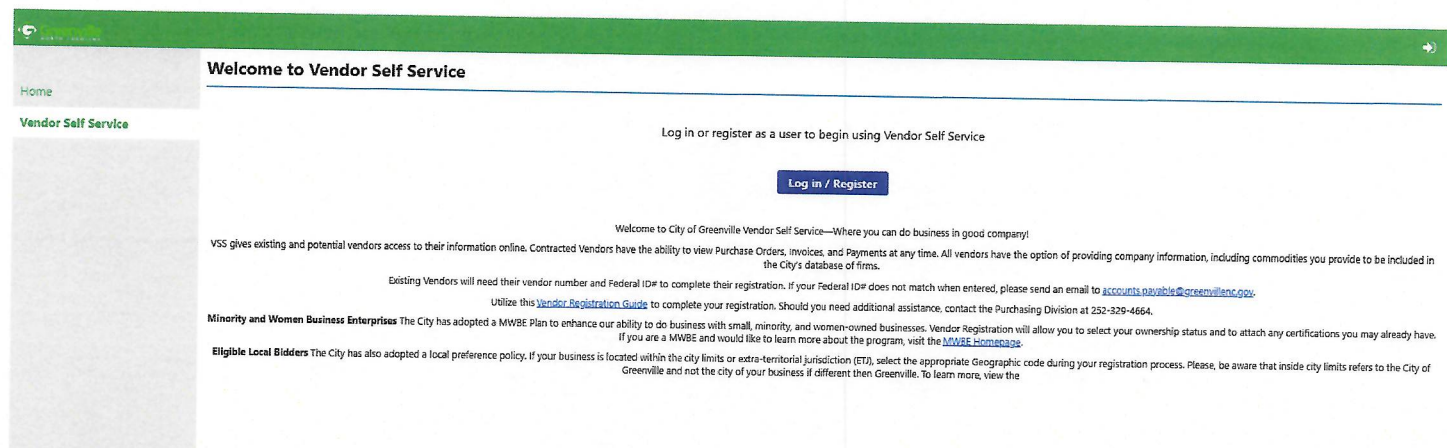 Welcome to Vendor Self Service
Home
Vendor Self Service
Log in or register as a user to begin using Vendor Self Service
Log in / Register
Welcome to City of Greenville Vendor Self Service—Where you can do business in good company!
VSS gives existing and potential vendors access to their information online. Contracted Vendors have the ability to view Purchase Orders, Invoices, and Payments at any time. All vendors have the option of providing company information, including commodities you provide to be included in
the City's database of firms.
Existing Vendors will need their vendor number and Federal ID# to complete their registration. If your Federal ID# does not match when entered, please send an email to accounts.payable@greenvillenc.gov.
Utilize this Vendor Registration Guide to complete your registration. Should you need additional assistance, contact the Purchasing Division at 252-329-4664.
Minority and Women Business Enterprises The City has adopted a MWBE Plan to enhance our ability to do business with small, minority, and women-owned businesses. Vendor Registration will allow you to select your ownership status and to attach any certifications you may already have.
If you are a MWBE and would like to learn more about the program, visit the MWBE Homepage.
Eligible Local Bidders The City has also adopted a local preference policy. If your business is located within the city limits or extra-territorial jurisdiction (ETJ), select the appropriate Geographic code during your registration process. Please, be aware that inside city limits refers to the City of
Greenville and not the city of your business if different then Greenville. To learn more, view the